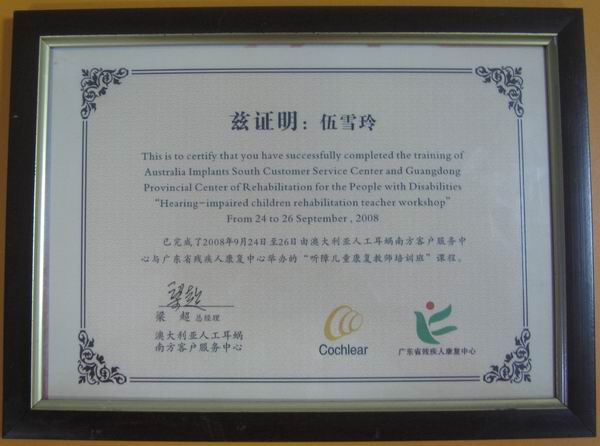 兹证明：伍雪玲
This is to certify that you have successfully completed the training of
Australia Implants South Customer Service Center and Guangdong
Provincial Center of Rehabilitation for the People with Disabilities
“Hearing-impaired children rehabilitation teacher workshop”
From 24 to 26 September , 2008
已完成了2008年9月24日至26日由澳大利亚人工耳蜗南方客户服务中
心与广东省残疾人康复中心举办的“听障儿童康复教师培训班”课程。
梁超
梁 超 总经理
澳大利亚人工耳蜗
南方客户服务中心
Cochlear
广东省残疾人康复中心